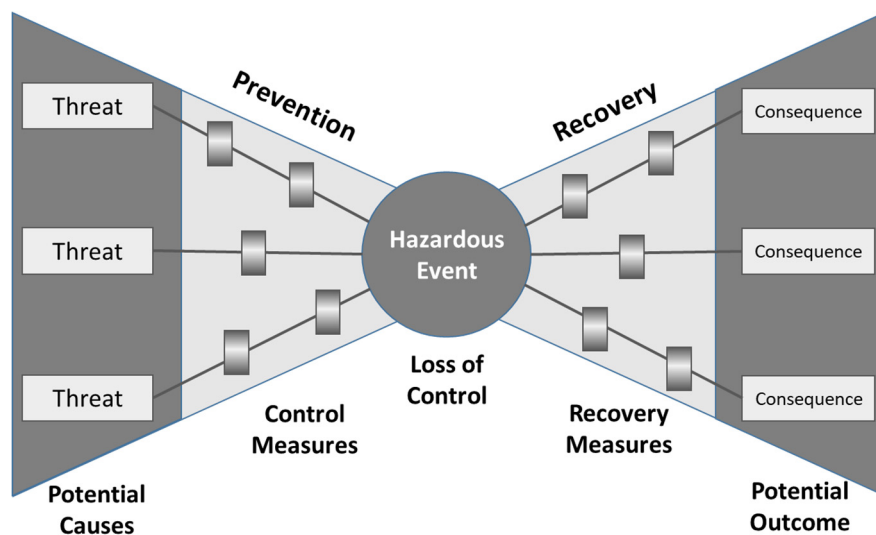 Prevention
Recovery
Threat
Consequence
Threat
Hazardous
Event
Consequence
Threat
Consequence
Loss of
Control
Control
Measures
Recovery
Measures
Potential
Causes
Potential
Outcome